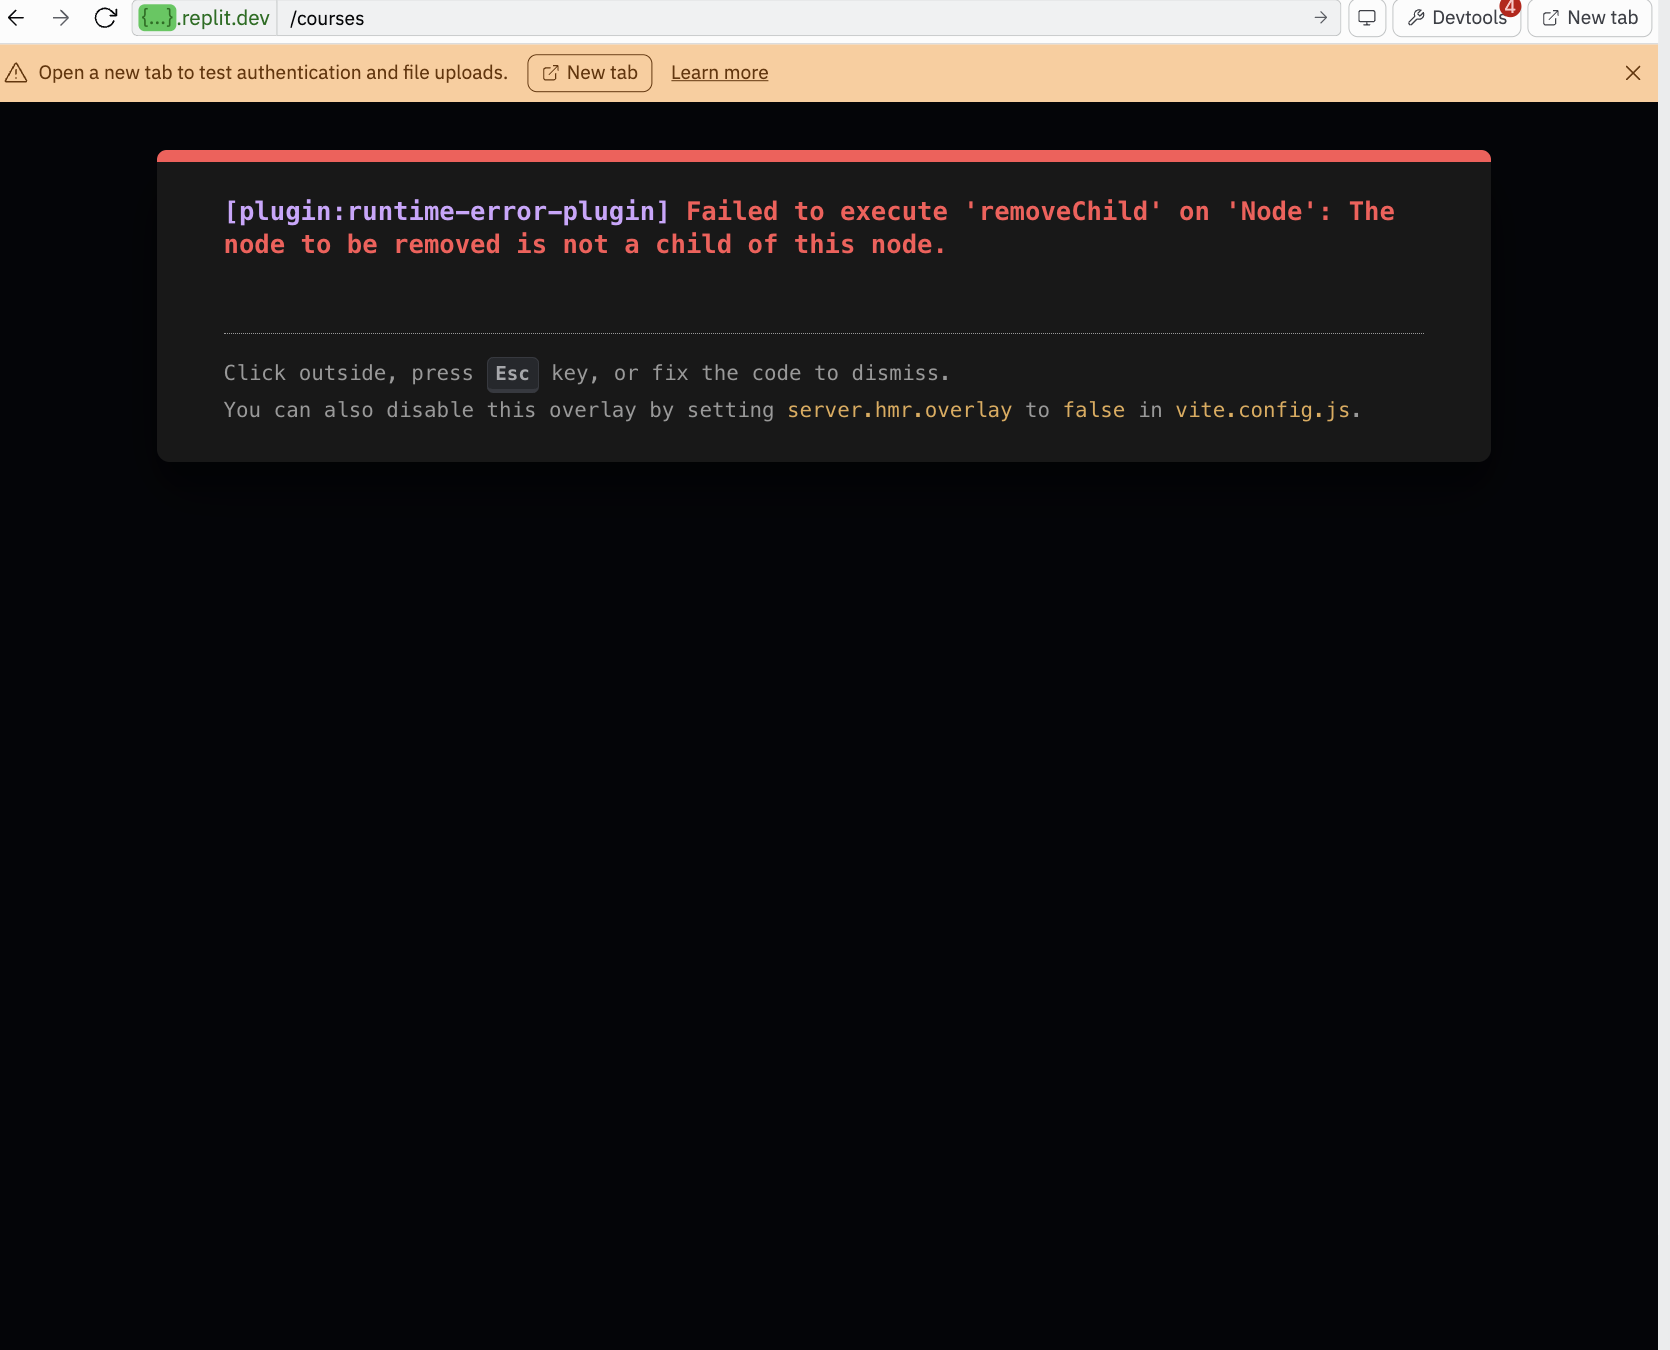 {...}.replit.dev /courses Devtools 4 New tab
Open a new tab to test authentication and file uploads. New tab Learn more
[plugin:runtime-error-plugin] Failed to execute 'removeChild' on 'Node': The
node to be removed is not a child of this node.
Click outside, press Esc key, or fix the code to dismiss.
You can also disable this overlay by setting server.hmr.overlay to false in vite.config.js.